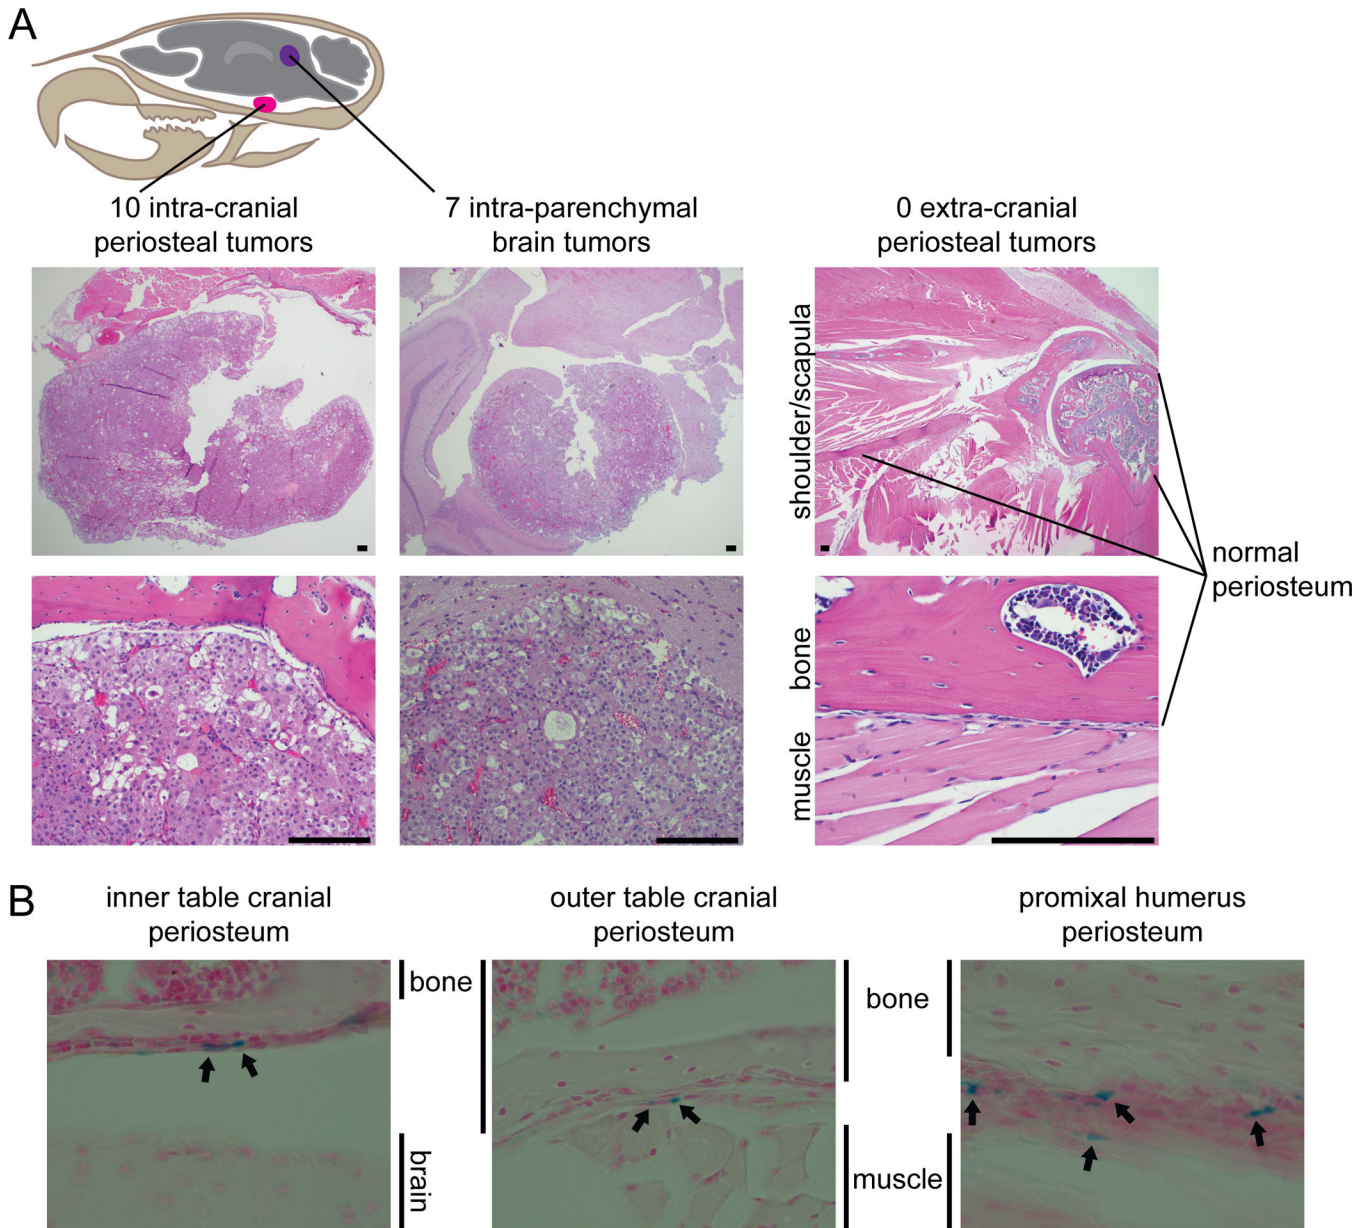 A
10 intra-cranial
periosteal tumors
7 intra-parenchymal
brain tumors
0 extra-cranial
periosteal tumors
shoulder/scapula
normal
periosteum
bone
muscle
B
inner table cranial
periosteum
outer table cranial
periosteum
promixal humerus
periosteum
bone
brain
bone
muscle